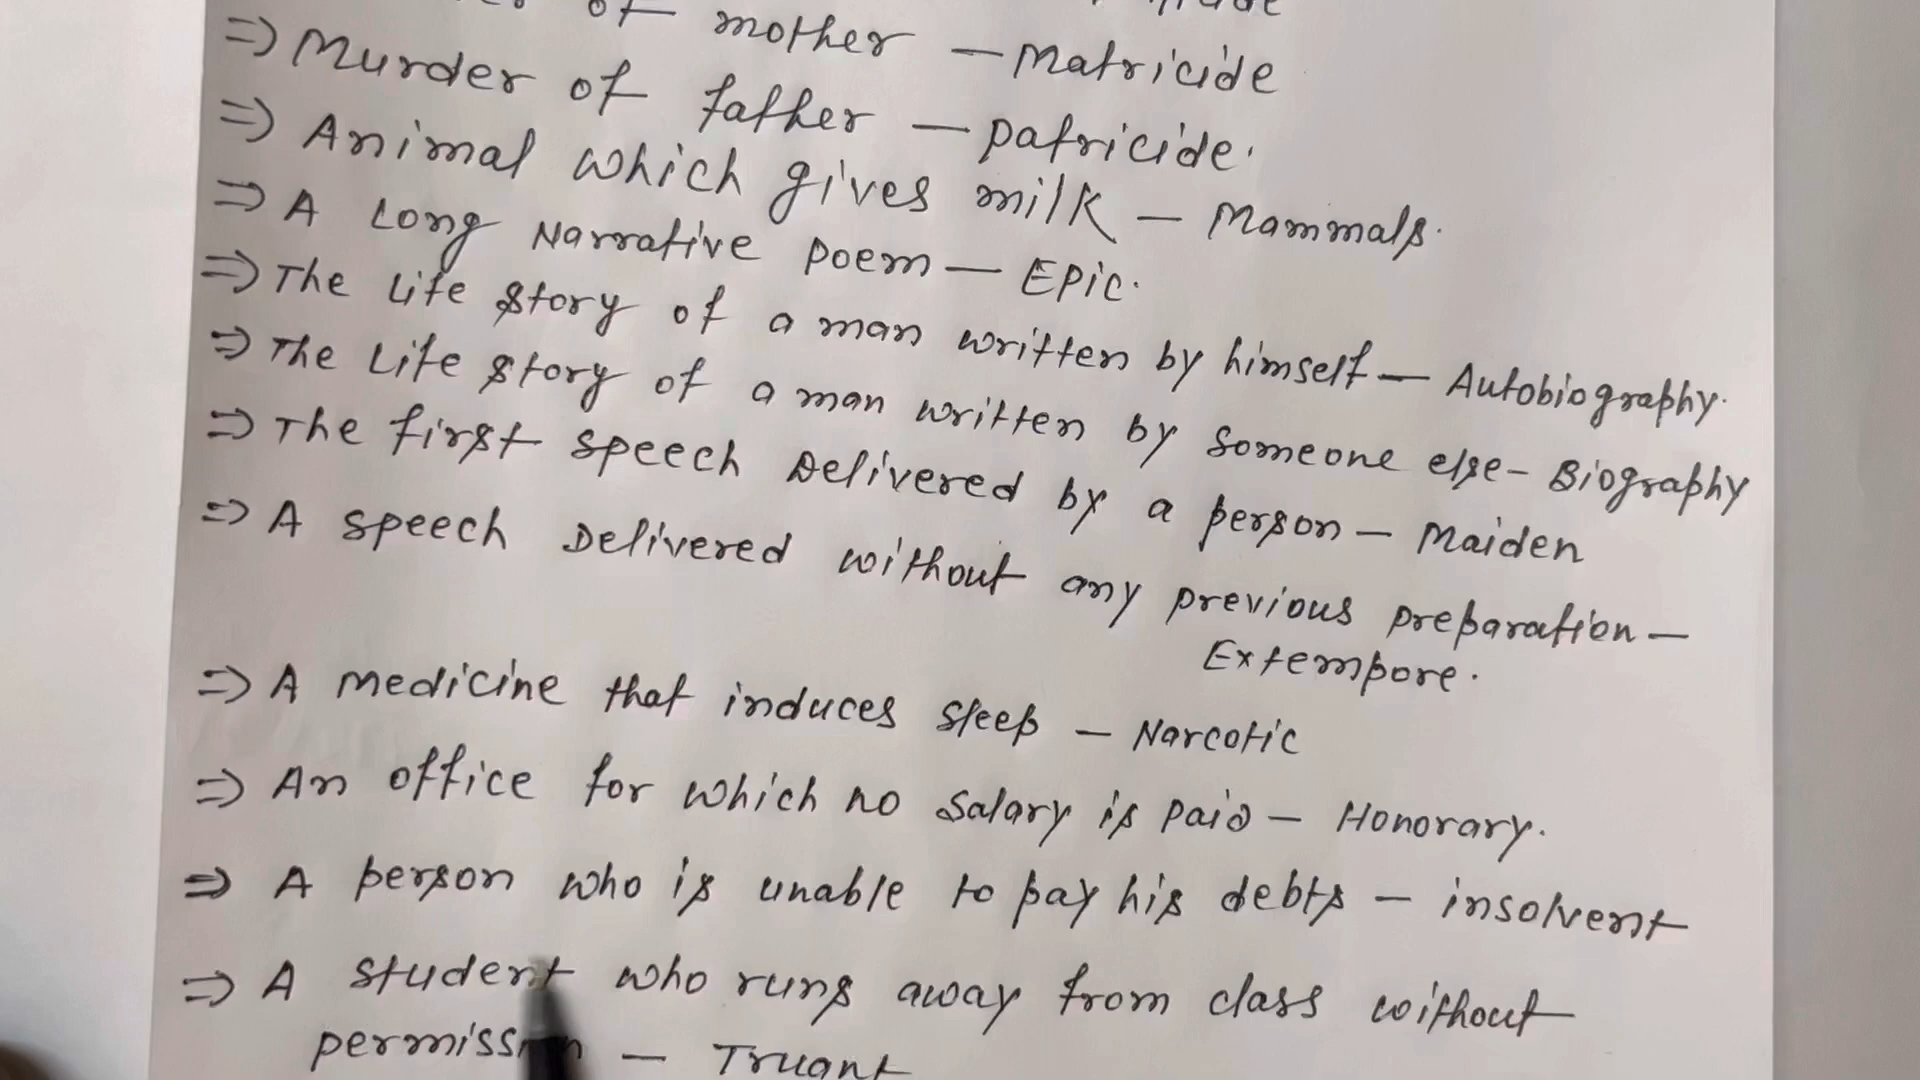 of mother — Matricide
⇒ Murder of father — patricide.
⇒ Animal which gives milk — Mammals.
⇒ A Long Narrative Poem — Epic.
⇒ The Life Story of a man written by himself — Autobiography.
⇒ The Life Story of a man written by Someone else - Biography
⇒ The first speech Delivered by a person — Maiden
⇒ A speech Delivered without any previous preparation —
Extempore.
⇒ A medicine that induces sleep — Narcotic
⇒ An office for which no Salary is Paid — Honorary.
⇒ A person who is unable to pay his debts — insolvent
⇒ A student who runs away from class without
permission — Truant